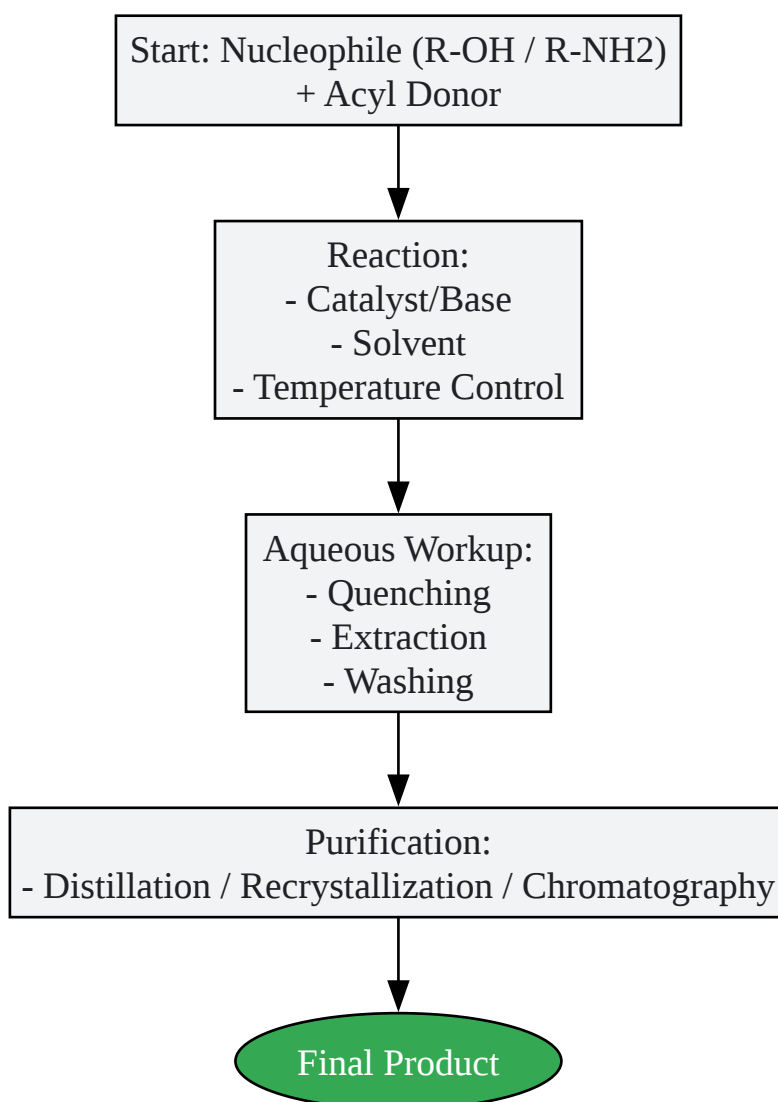 Start: Nucleophile (R-OH / R-NH2)
+ Acyl Donor
Reaction:
- Catalyst/Base
- Solvent
- Temperature Control
Aqueous Workup:
- Quenching
- Extraction
- Washing
Purification:
- Distillation / Recrystallization / Chromatography
Final Product